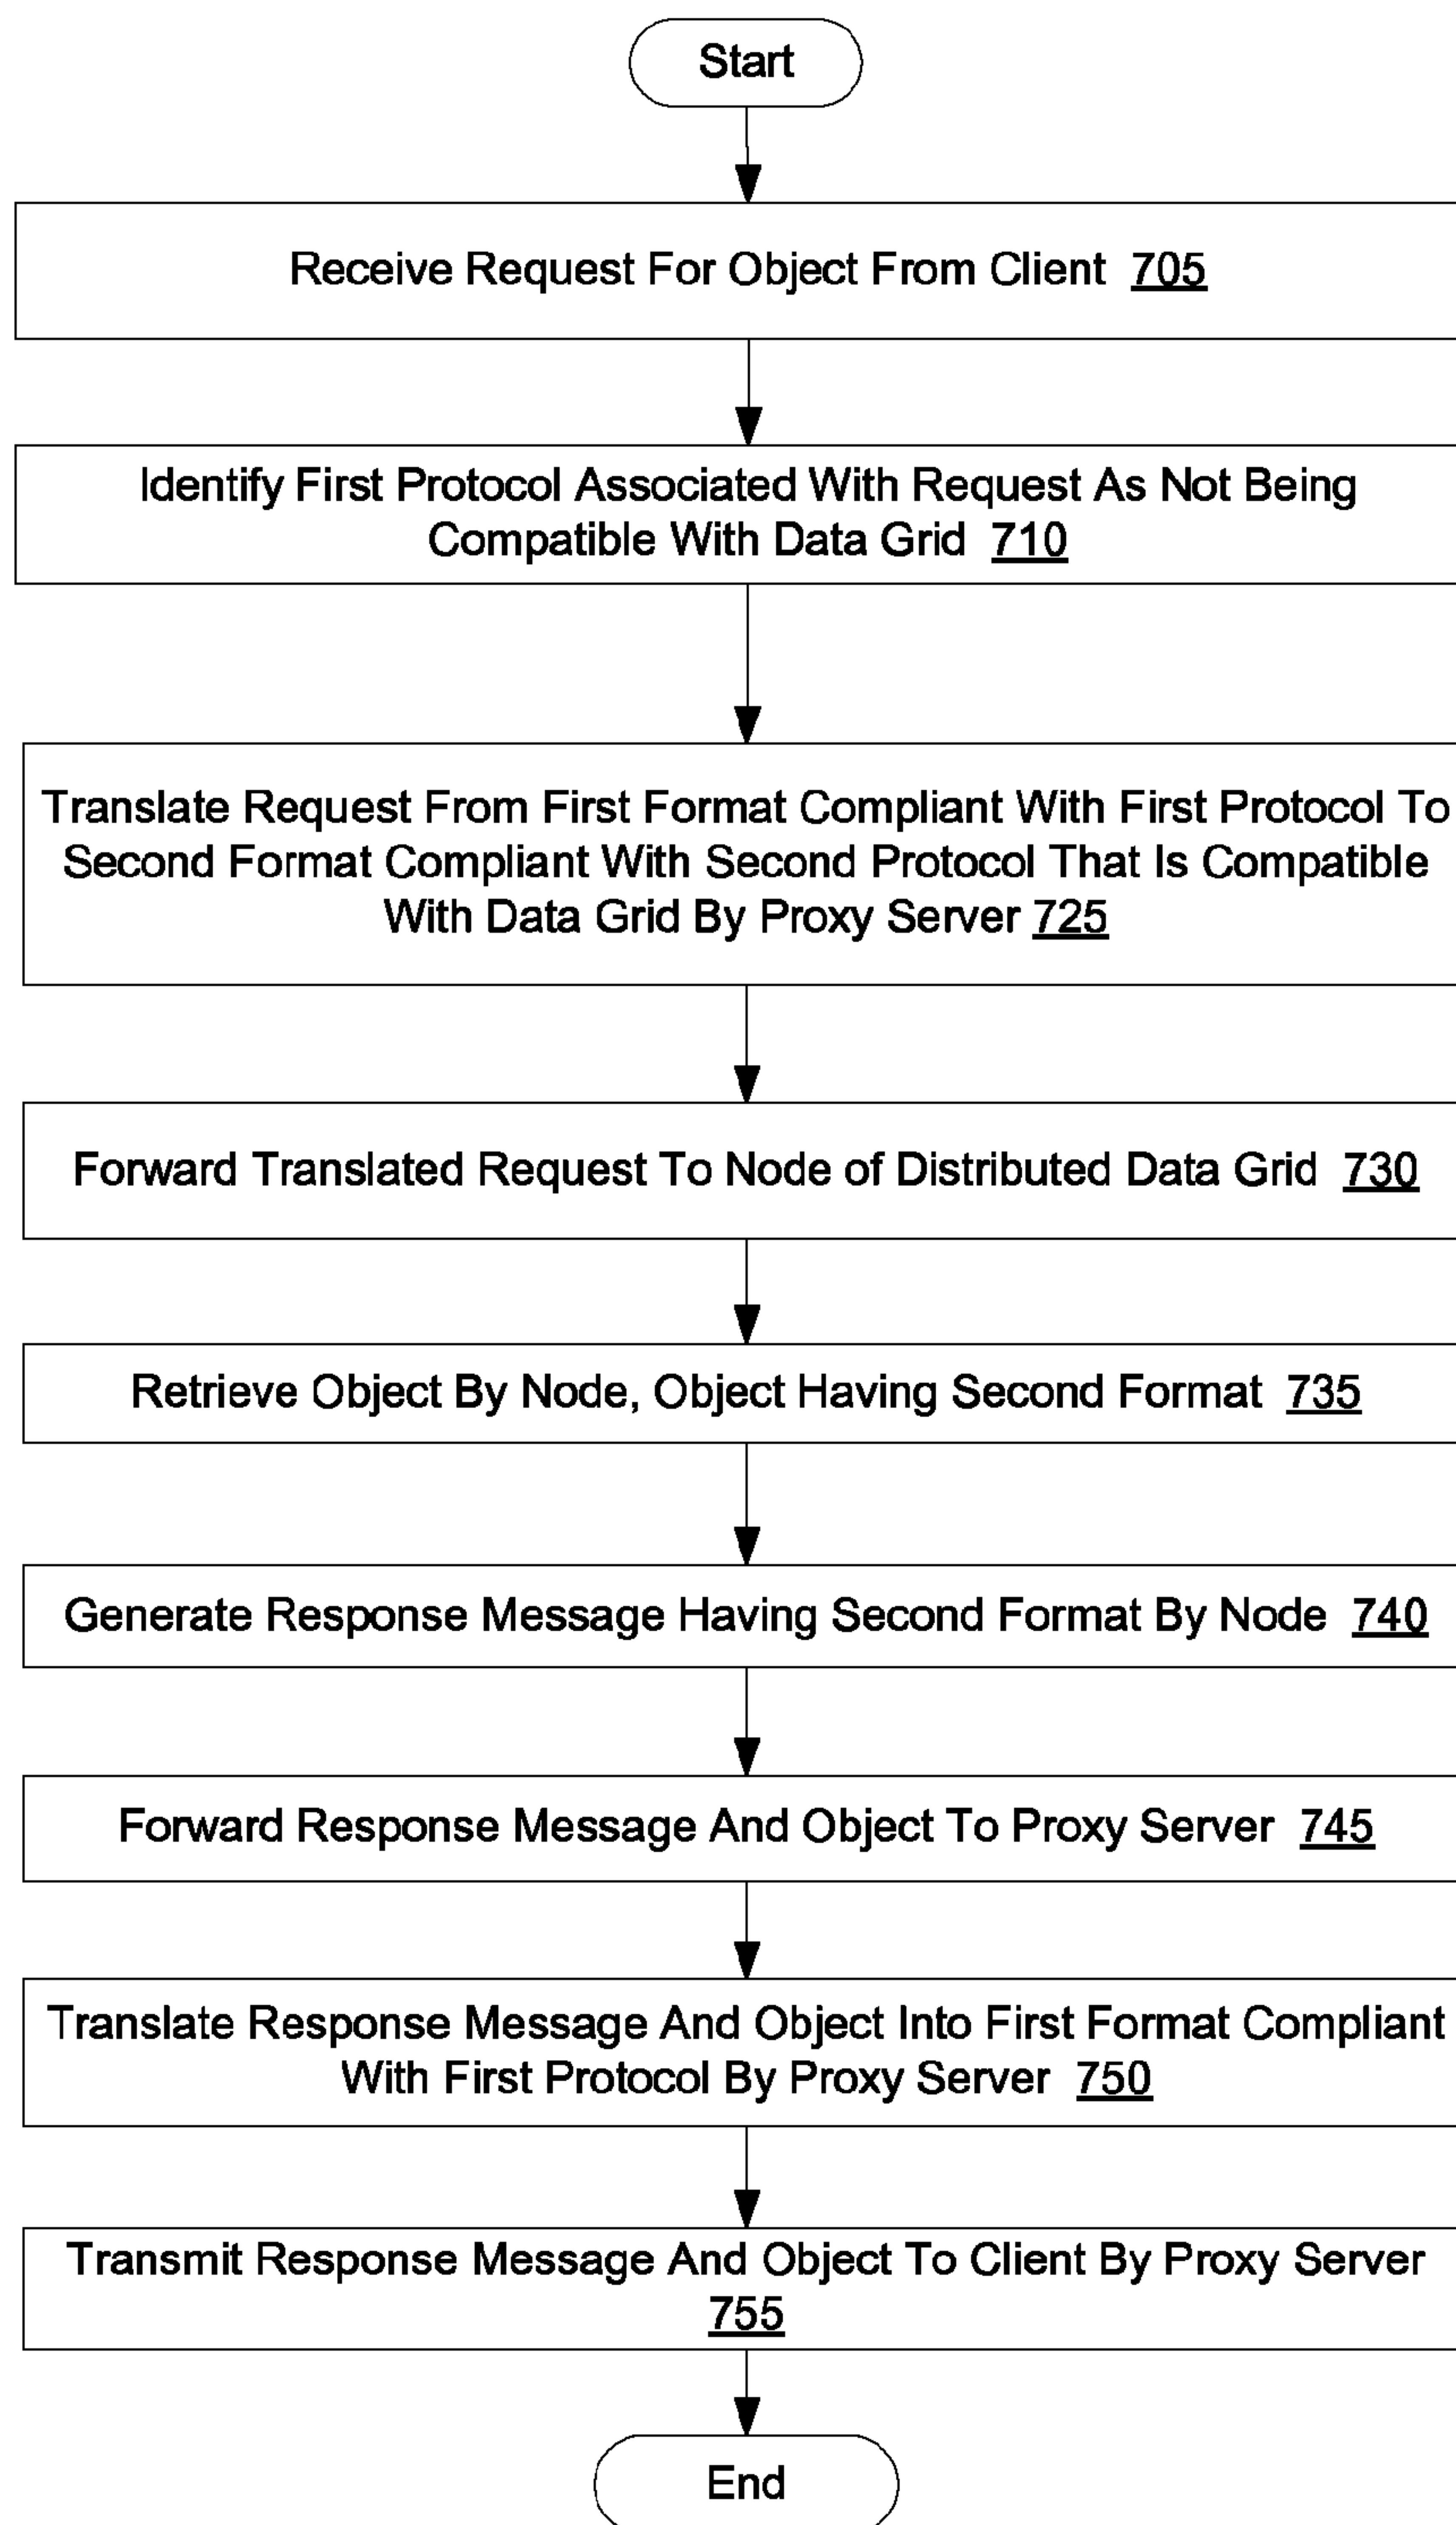 Start
Receive Request For Object From Client 705
Identify First Protocol Associated With Request As Not Being
Compatible With Data Grid 710
Translate Request From First Format Compliant With First Protocol To
Second Format Compliant With Second Protocol That Is Compatible
With Data Grid By Proxy Server 725
Forward Translated Request To Node of Distributed Data Grid 730
Retrieve Object By Node, Object Having Second Format 735
Generate Response Message Having Second Format By Node 740
Forward Response Message And Object To Proxy Server 745
Translate Response Message And Object Into First Format Compliant
With First Protocol By Proxy Server 750
Transmit Response Message And Object To Client By Proxy Server
755
End